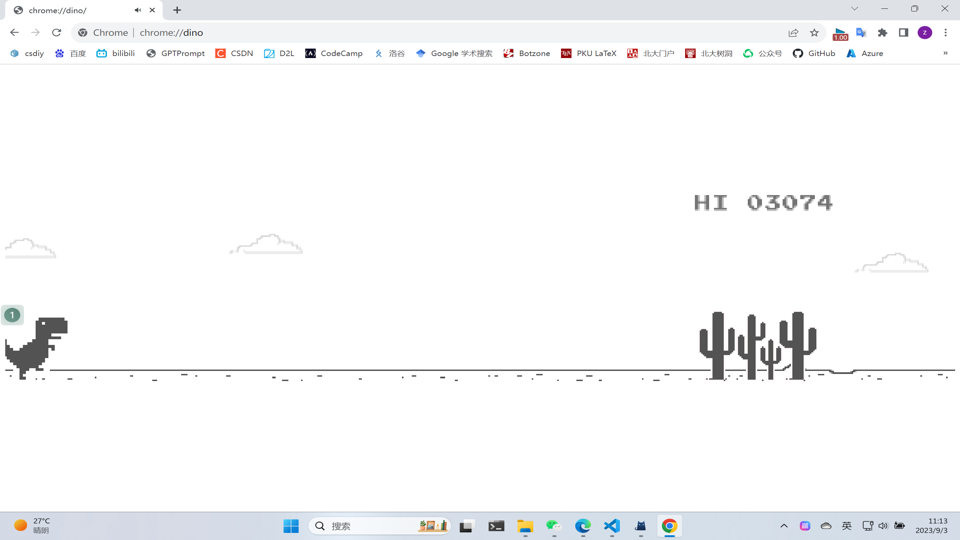 chrome://dino/
Chrome | chrome://dino
1.00
z
csdiy 百度 bilibili GPTPrompt CSDN D2L CodeCamp 洛谷 Google 学术搜索 Botzone PKU LaTeX 北大门户 北大树洞 公众号 GitHub Azure »
HI 03074
1
27°C
晴朗
搜索
英
11:13
2023/9/3